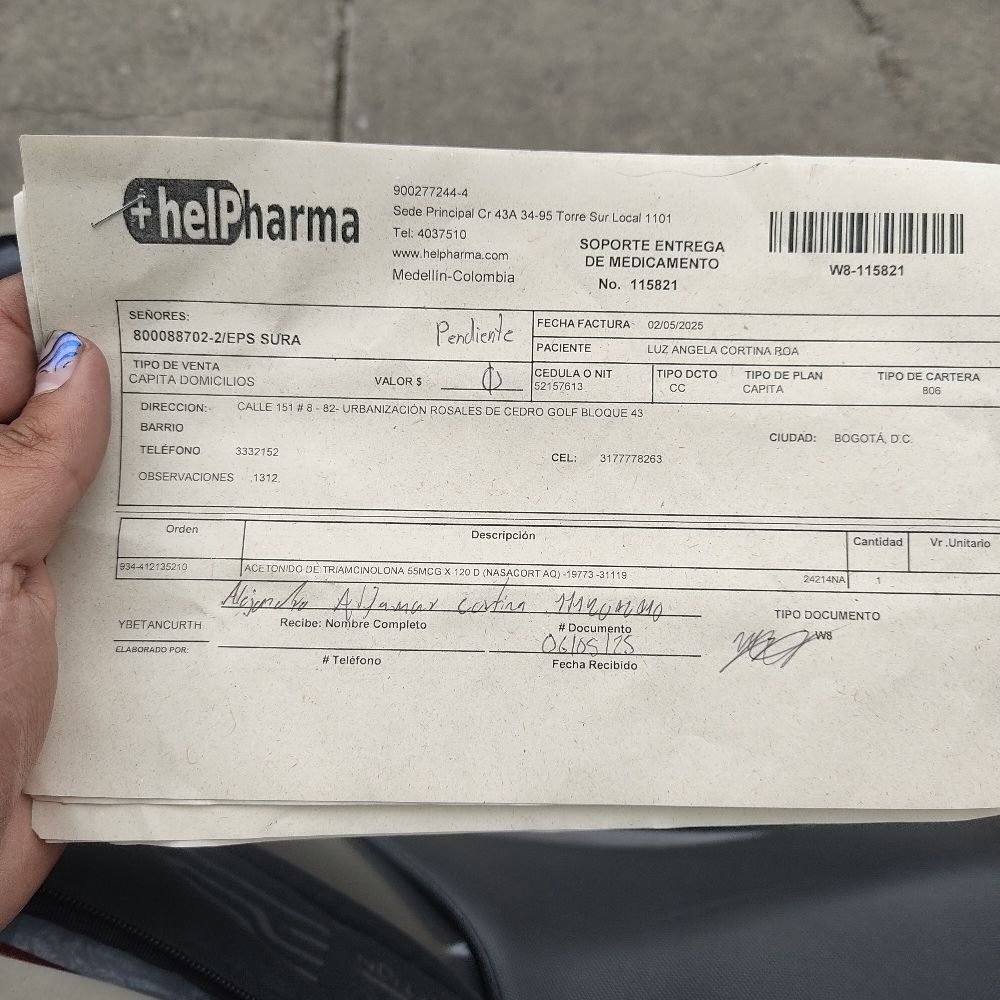 +helPharma
900277244-4
Sede Principal Cr 43A 34-95 Torre Sur Local 1101
Tel: 4037510
www.helpharma.com
Medellin-Colombia
SOPORTE ENTREGA
DE MEDICAMENTO
No. 115821
W8-115821
SEÑORES:
800088702-2/EPS SURA
Pendiente
FECHA FACTURA 02/05/2025
PACIENTE LUZ ANGELA CORTINA ROA
TIPO DE VENTA
CAPITA DOMICILIOS
VALOR $
CEDULA O NIT
52157613
TIPO DCTO
CC
TIPO DE PLAN
CAPITA
TIPO DE CARTERA
806
DIRECCION: CALLE 151 # 8 - 82- URBANIZACIÓN ROSALES DE CEDRO GOLF BLOQUE 43
BARRIO
CIUDAD: BOGOTÁ, D.C.
TELÉFONO 3332152
CEL: 3177778263
OBSERVACIONES .1312.
Orden Descripción Cantidad Vr .Unitario
934-412135210 ACETONIDO DE TRIAMCINOLONA 55MCG X 120 D (NASACORT AQ) -19773 -31119 24214NA 1
Cortina
Recibe: Nombre Completo # Documento
TIPO DOCUMENTO
W8
YBETANCURTH
ELABORADO POR:
06/05/25
# Teléfono Fecha Recibido